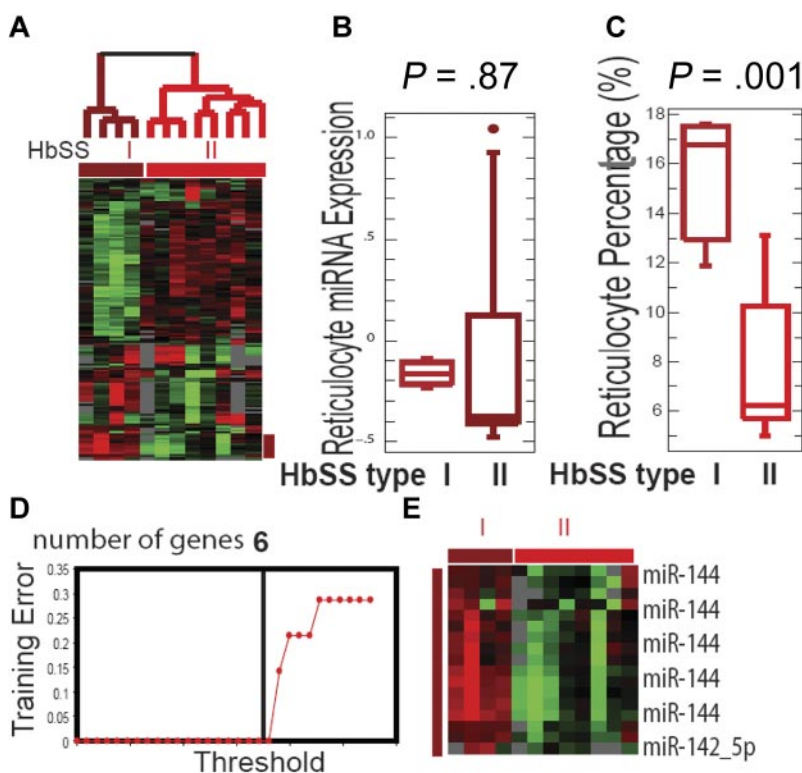 A
HbSS I II
B
P = .87
Reticulocyte miRNA Expression
1.0
.5
0
-.5
HbSS type I II
C
P = .001
Reticulocyte Percentage (%)
18
16
14
12
10
8
6
HbSS type I II
D
number of genes 6
Training Error
0.35
0.3
0.25
0.2
0.15
0.1
0.05
0
Threshold
E
I II
miR-144
miR-144
miR-144
miR-144
miR-144
miR-142_5p